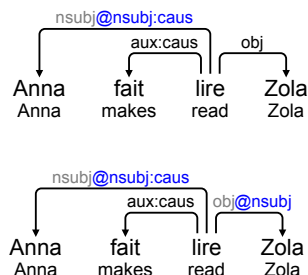 nsubj@nsubj:caus
aux:caus obj
Anna fait lire Zola
Anna makes read Zola
nsubj@nsubj:caus
aux:caus obj@nsubj
Anna fait lire Zola
Anna makes read Zola